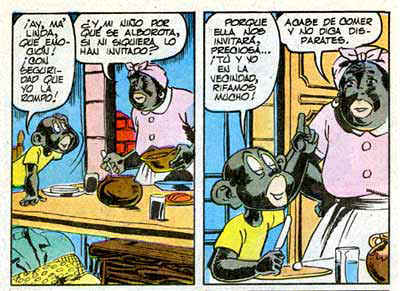 ¡AY, MA'
LINDA,
QUÉ EMO-
CIÓN!
¡CON
SEGURI-
DAD QUE
YO LA
ROMPO!
¿Y, MI NIÑO POR
QUÉ SE ALBOROTA,
SI NI SIQUIERA LO
HAN INVITADO?
PORQUE
ELLA NOS
INVITARÁ,
PRECIOSA...
¡TÚ Y YO
EN LA
VECINDAD,
RIFAMOS
MUCHO!
ACABE DE COMER
Y NO DIGA DIS-
PARATES.